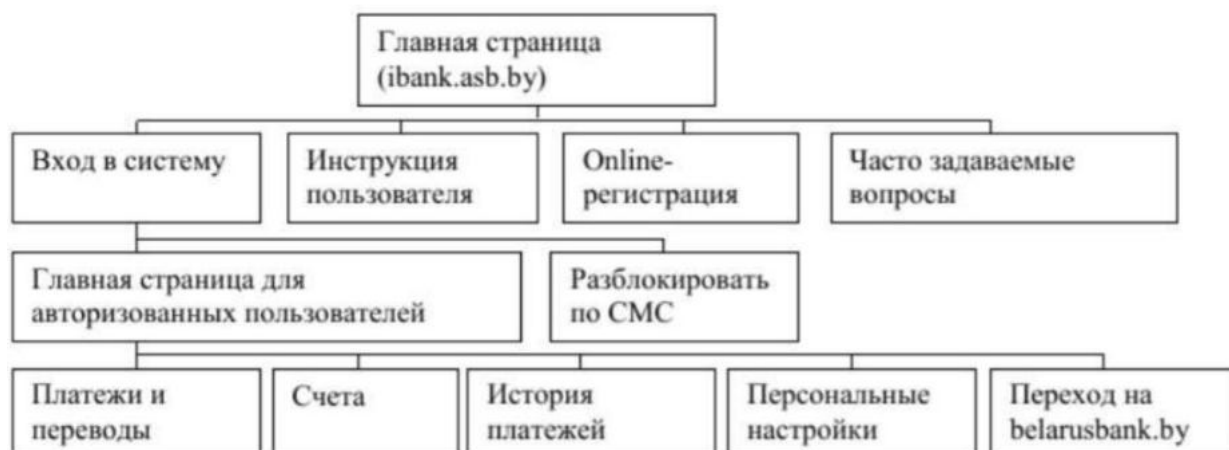 Главная страница
(ibank.asb.by)
Вход в систему
Инструкция
пользователя
Online-
регистрация
Часто задаваемые
вопросы
Главная страница для
авторизованных пользователей
Разблокировать
по СМС
Платежи и
переводы
Счета
История
платежей
Персональные
настройки
Переход на
belarusbank.by